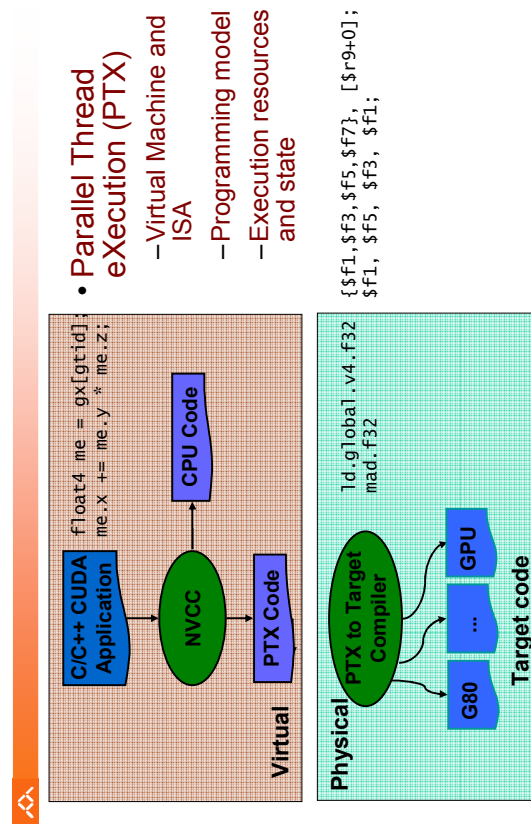 C/C++ CUDA
Application
float4 me = gx[gtid];
me.x += me.y * me.z;
NVCC
CPU Code
PTX Code
Virtual
• Parallel Thread
eXecution (PTX)
– Virtual Machine and
ISA
– Programming model
– Execution resources
and state
Physical
PTX to Target
Compiler
ld.global.v4.f32 {$f1,$f3,$f5,$f7}, [$r9+0];
mad.f32 $f1, $f5, $f3, $f1;
G80
...
GPU
Target code